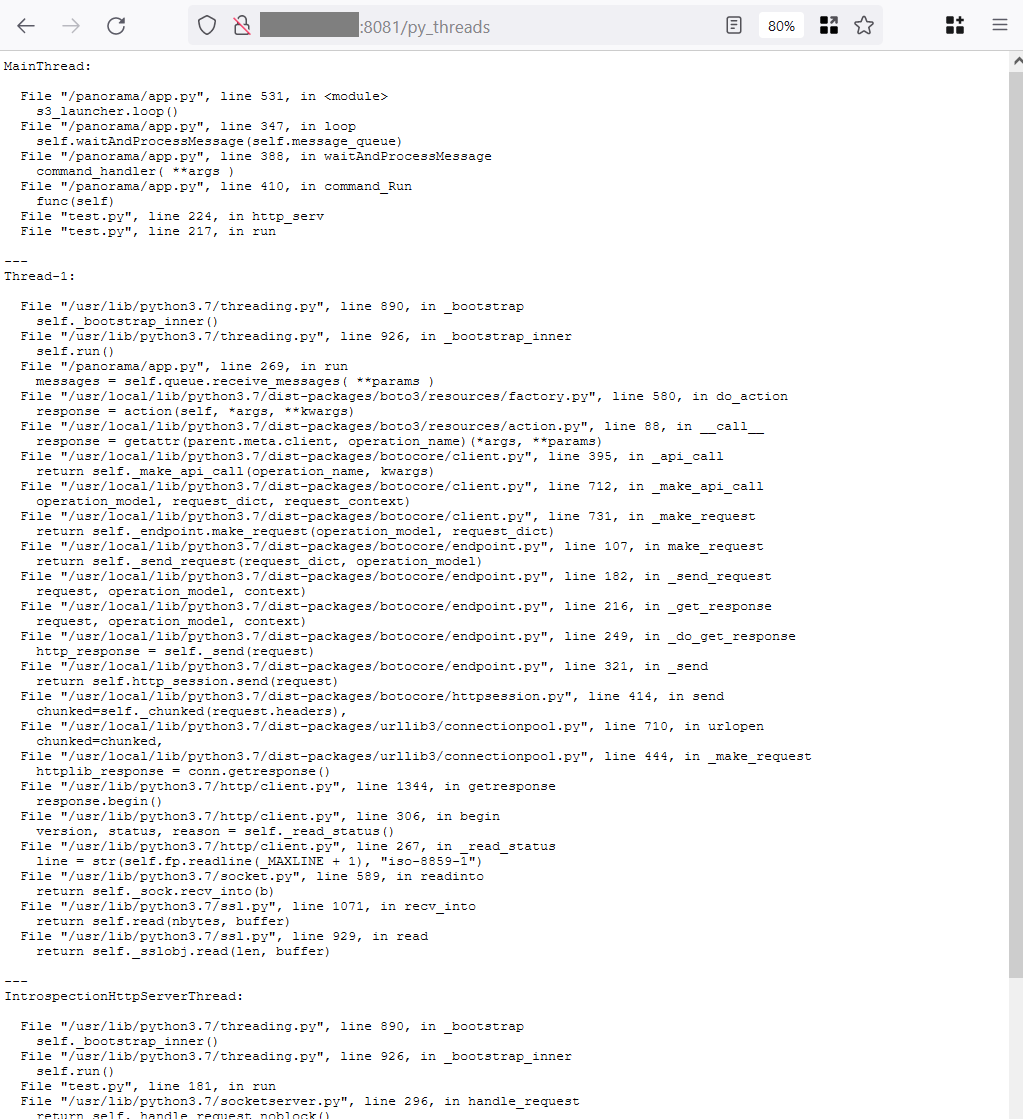 :8081/py_threads
80%
MainThread:
File "/panorama/app.py", line 531, in <module>
s3_launcher.loop()
File "/panorama/app.py", line 347, in loop
self.waitAndProcessMessage(self.message_queue)
File "/panorama/app.py", line 388, in waitAndProcessMessage
command_handler( **args )
File "/panorama/app.py", line 410, in command_Run
func(self)
File "test.py", line 224, in http_serv
File "test.py", line 217, in run
---
Thread-1:
File "/usr/lib/python3.7/threading.py", line 890, in _bootstrap
self._bootstrap_inner()
File "/usr/lib/python3.7/threading.py", line 926, in _bootstrap_inner
self.run()
File "/panorama/app.py", line 269, in run
messages = self.queue.receive_messages( **params )
File "/usr/local/lib/python3.7/dist-packages/boto3/resources/factory.py", line 580, in do_action
response = action(self, *args, **kwargs)
File "/usr/local/lib/python3.7/dist-packages/boto3/resources/action.py", line 88, in __call__
response = getattr(parent.meta.client, operation_name)(*args, **params)
File "/usr/local/lib/python3.7/dist-packages/botocore/client.py", line 395, in _api_call
return self._make_api_call(operation_name, kwargs)
File "/usr/local/lib/python3.7/dist-packages/botocore/client.py", line 712, in _make_api_call
operation_model, request_dict, request_context)
File "/usr/local/lib/python3.7/dist-packages/botocore/client.py", line 731, in _make_request
return self._endpoint.make_request(operation_model, request_dict)
File "/usr/local/lib/python3.7/dist-packages/botocore/endpoint.py", line 107, in make_request
return self._send_request(request_dict, operation_model)
File "/usr/local/lib/python3.7/dist-packages/botocore/endpoint.py", line 182, in _send_request
request, operation_model, context)
File "/usr/local/lib/python3.7/dist-packages/botocore/endpoint.py", line 216, in _get_response
request, operation_model, context)
File "/usr/local/lib/python3.7/dist-packages/botocore/endpoint.py", line 249, in _do_get_response
http_response = self._send(request)
File "/usr/local/lib/python3.7/dist-packages/botocore/endpoint.py", line 321, in _send
return self.http_session.send(request)
File "/usr/local/lib/python3.7/dist-packages/botocore/httpsession.py", line 414, in send
chunked=self._chunked(request.headers),
File "/usr/local/lib/python3.7/dist-packages/urllib3/connectionpool.py", line 710, in urlopen
chunked=chunked,
File "/usr/local/lib/python3.7/dist-packages/urllib3/connectionpool.py", line 444, in _make_request
httplib_response = conn.getresponse()
File "/usr/lib/python3.7/http/client.py", line 1344, in getresponse
response.begin()
File "/usr/lib/python3.7/http/client.py", line 306, in begin
version, status, reason = self._read_status()
File "/usr/lib/python3.7/http/client.py", line 267, in _read_status
line = str(self.fp.readline(_MAXLINE + 1), "iso-8859-1")
File "/usr/lib/python3.7/socket.py", line 589, in readinto
return self._sock.recv_into(b)
File "/usr/lib/python3.7/ssl.py", line 1071, in recv_into
return self.read(nbytes, buffer)
File "/usr/lib/python3.7/ssl.py", line 929, in read
return self._sslobj.read(len, buffer)
---
IntrospectionHttpServerThread:
File "/usr/lib/python3.7/threading.py", line 890, in _bootstrap
self._bootstrap_inner()
File "/usr/lib/python3.7/threading.py", line 926, in _bootstrap_inner
self.run()
File "test.py", line 181, in run
File "/usr/lib/python3.7/socketserver.py", line 296, in handle_request
return self._handle_request_noblock()